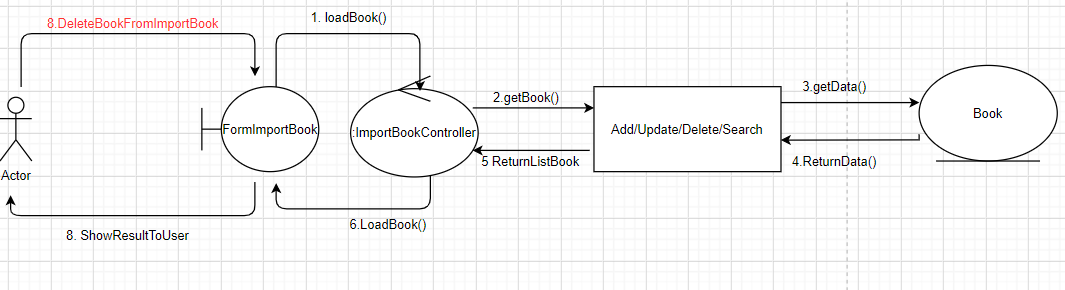 8.DeleteBookFromImportBook
1. loadBook()
2.getBook()
3.getData()
FormImportBook
:ImportBookController
Add/Update/Delete/Search
Book
5 ReturnListBook
4.ReturnData()
Actor
6.LoadBook()
8. ShowResultToUser